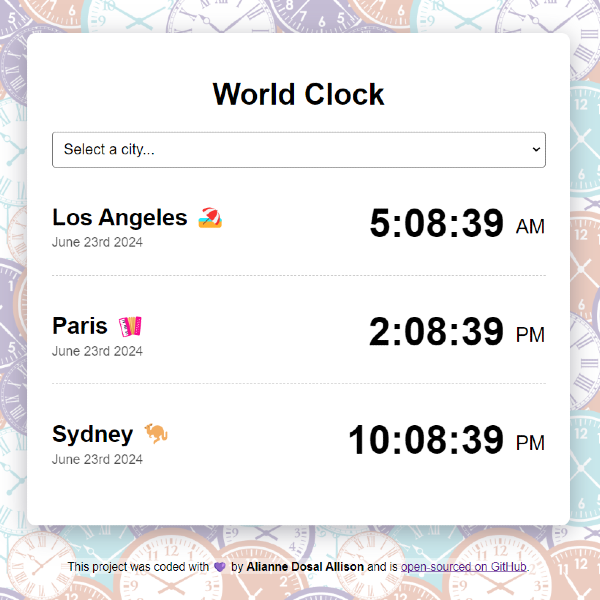 World Clock
Select a city...
Los Angeles 🏖️ 5:08:39 AM
June 23rd 2024
Paris 🪗 2:08:39 PM
June 23rd 2024
Sydney 🦘 10:08:39 PM
June 23rd 2024
This project was coded with 💜 by Alianne Dosal Allison and is open-sourced on GitHub.